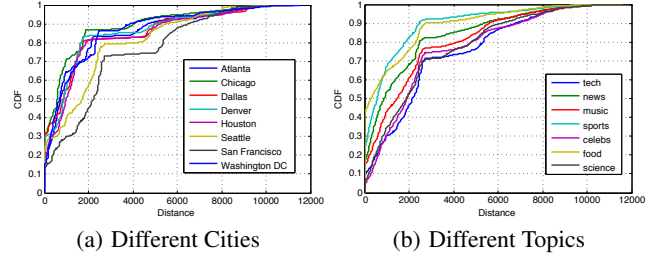 1
0.9
0.8
0.7
0.6
0.5
0.4
0.3
0.2
0.1
0
CDF
0 2000 4000 6000 8000 10000 12000
Distance
Atlanta
Chicago
Dallas
Denver
Houston
Seattle
San Francisco
Washington DC
(a) Different Cities
1
0.9
0.8
0.7
0.6
0.5
0.4
0.3
0.2
0.1
0
CDF
0 2000 4000 6000 8000 10000 12000
Distance
tech
news
music
sports
celebs
food
science
(b) Different Topics